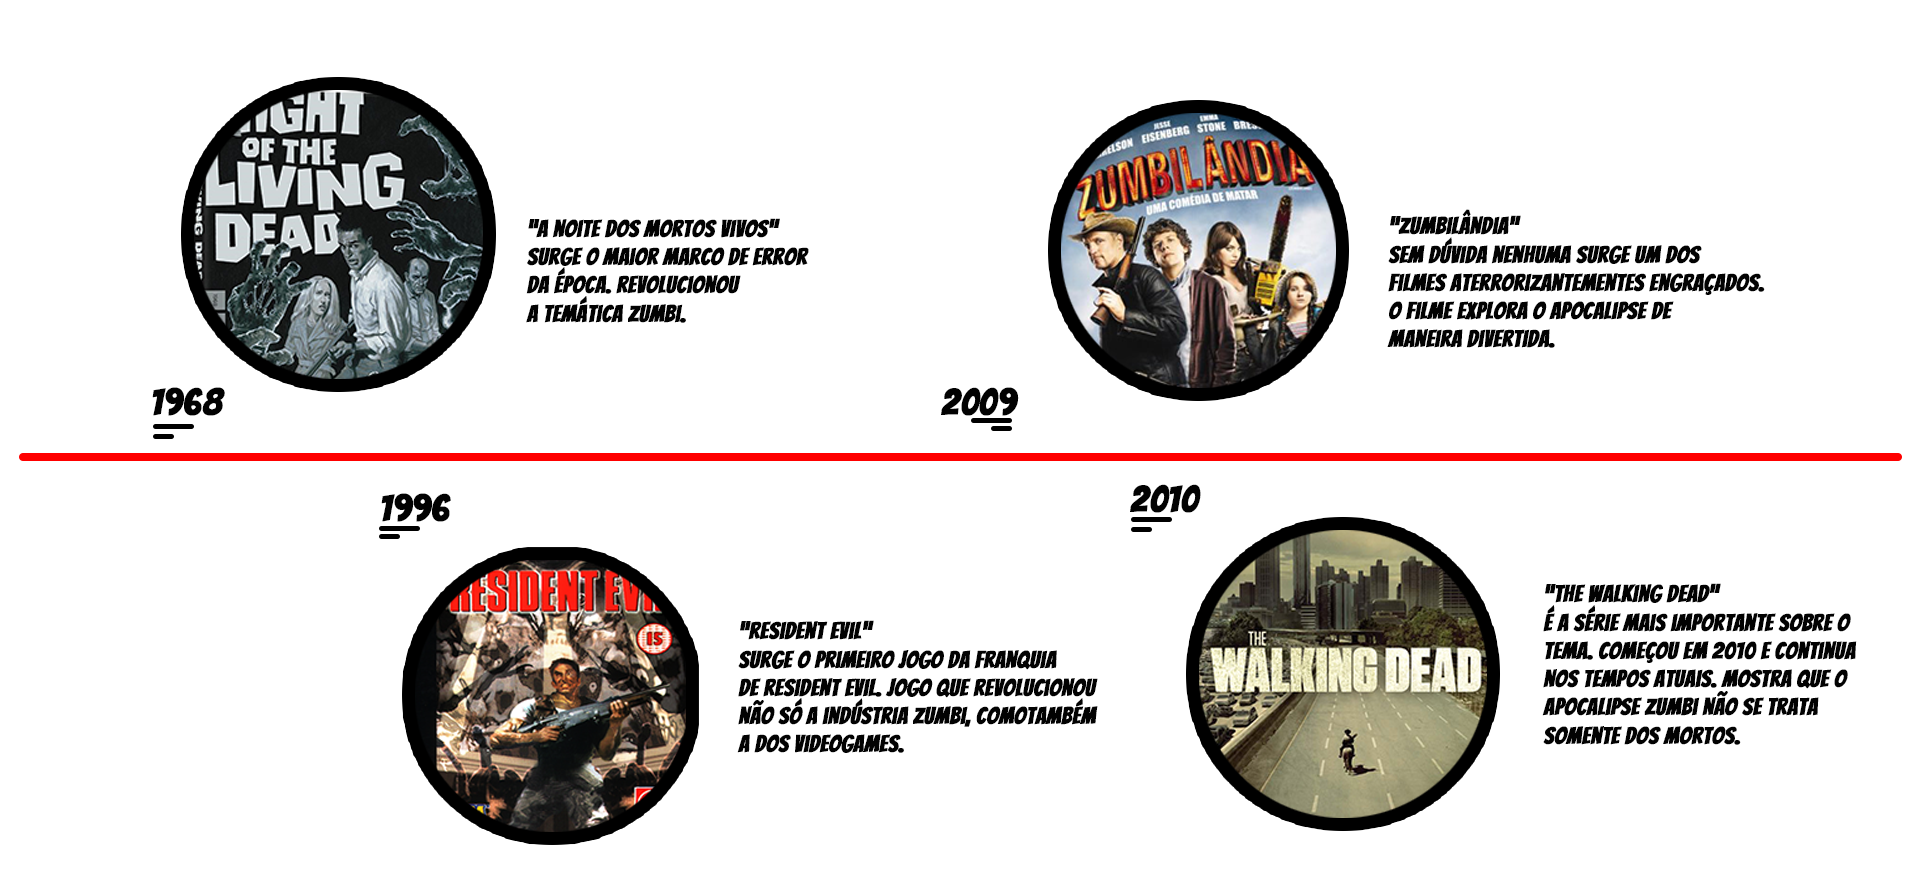 NIGHT
OF THE
LIVING
DEAD
"A NOITE DOS MORTOS VIVOS"
SURGE O MAIOR MARCO DE ERROR
DA ÉPOCA. REVOLUCIONOU
A TEMÁTICA ZUMBI.
1968
JESSE EISENBERG
EMMA STONE
ZUMBILÂNDIA
UMA COMÉDIA DE MATAR
"ZUMBILÂNDIA"
SEM DÚVIDA NENHUMA SURGE UM DOS
FILMES ATERRORIZANTEMENTES ENGRAÇADOS.
O FILME EXPLORA O APOCALIPSE DE
MANEIRA DIVERTIDA.
2009
1996
RESIDENT EVIL
15
"RESIDENT EVIL"
SURGE O PRIMEIRO JOGO DA FRANQUIA
DE RESIDENT EVIL. JOGO QUE REVOLUCIONOU
NÃO SÓ A INDÚSTRIA ZUMBI, COMOTAMBÉM
A DOS VIDEOGAMES.
2010
THE
WALKING DEAD
"THE WALKING DEAD"
É A SÉRIE MAIS IMPORTANTE SOBRE O
TEMA. COMEÇOU EM 2010 E CONTINUA
NOS TEMPOS ATUAIS. MOSTRA QUE O
APOCALIPSE ZUMBI NÃO SE TRATA
SOMENTE DOS MORTOS.